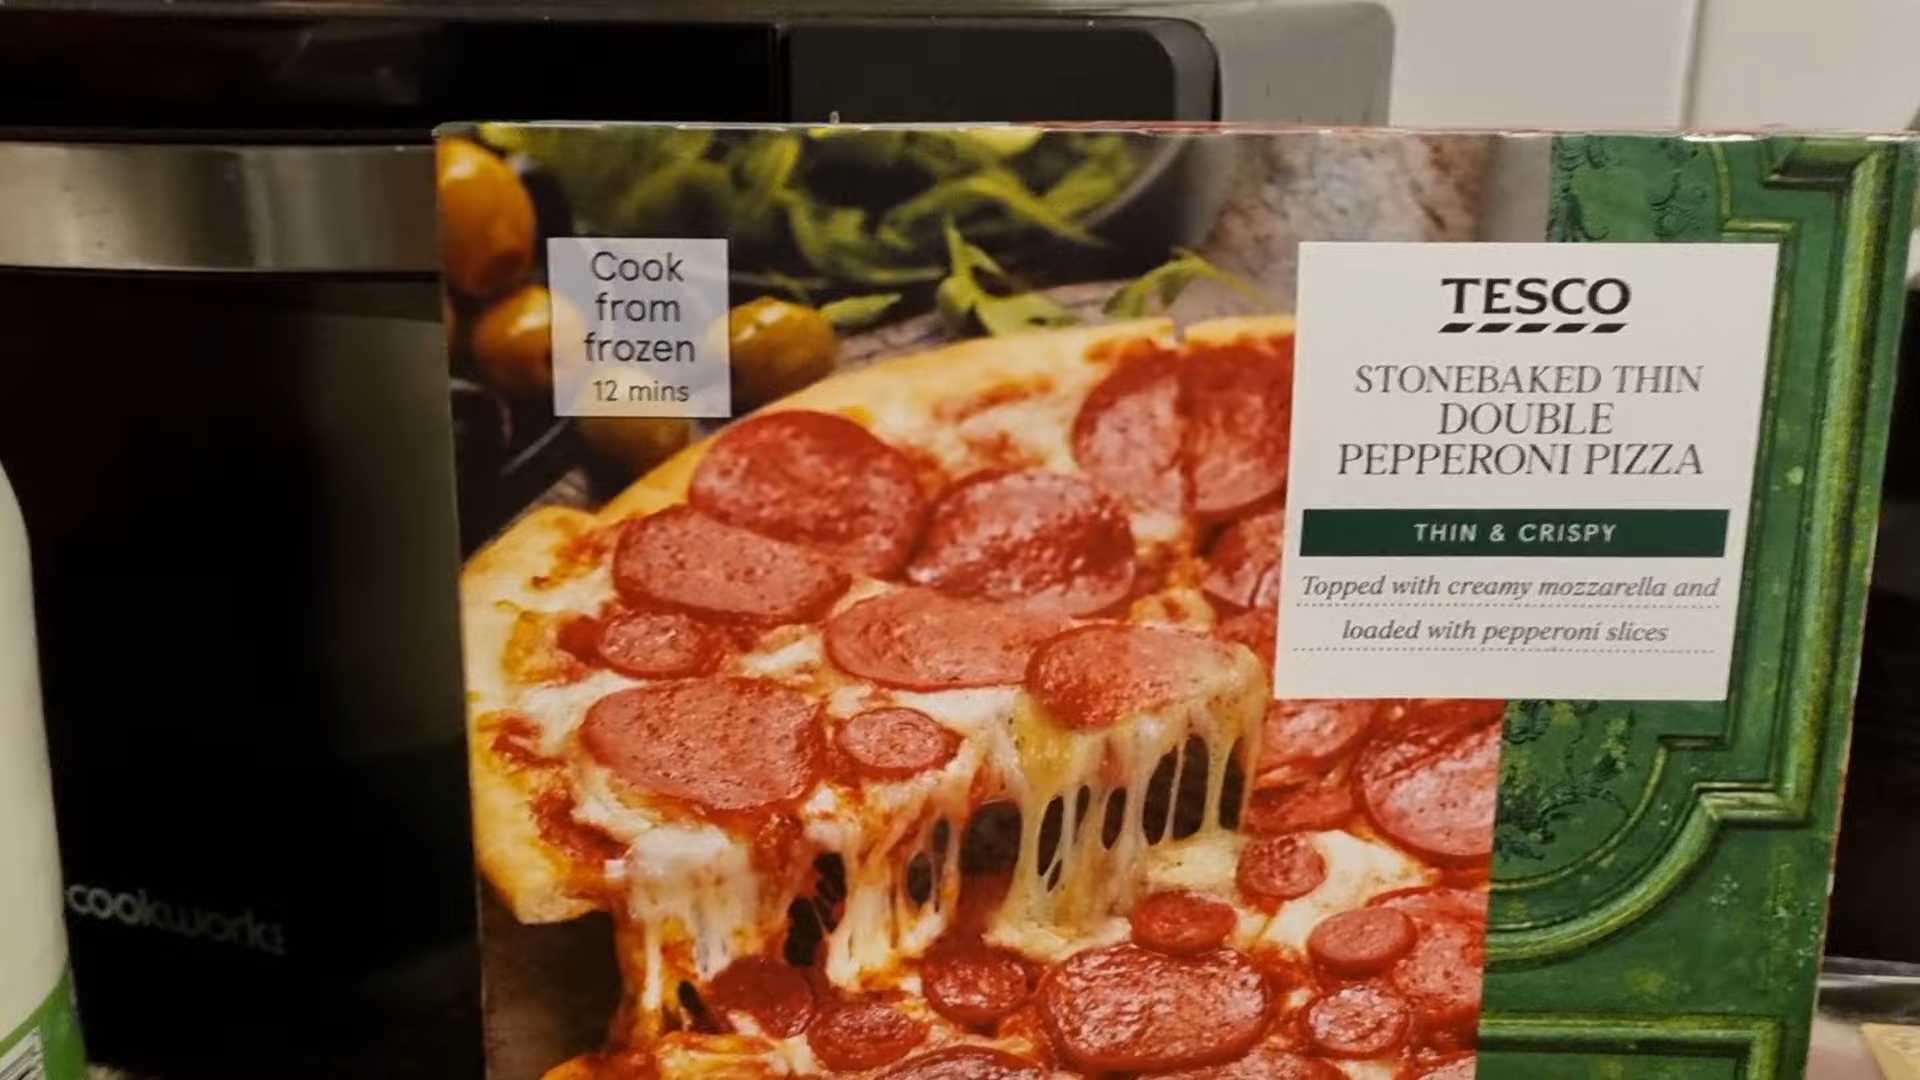 Cook
from
frozen
12 mins
TESCO
STONEBAKED THIN
DOUBLE
PEPPERONI PIZZA
THIN & CRISPY
Topped with creamy mozzarella and
loaded with pepperoni slices
cookworks